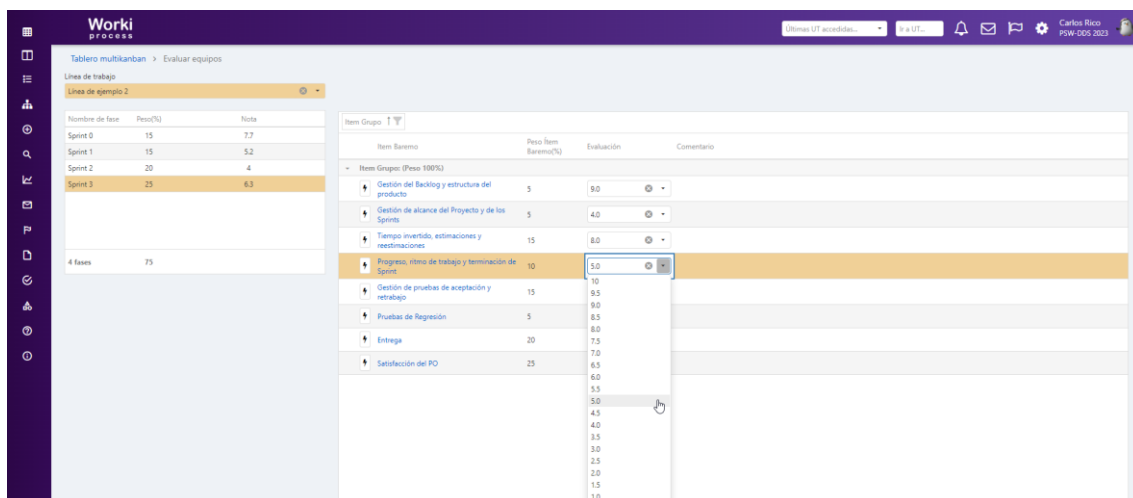 Worki
process
Últimas UT accedidas...
Ir a UT...
Carlos Rico
PSW-DDS 2023
Tablero multikanban > Evaluar equipos
Línea de trabajo
Línea de ejemplo 2
Nombre de fase Peso(%) Nota
Sprint 0 15 7.7
Sprint 1 15 5.2
Sprint 2 20 4
Sprint 3 25 6.3
4 fases 75
Item Grupo
Item Baremo Peso Ítem Baremo(%) Evaluación Comentario
Item Grupo: (Peso 100%)
Gestión del Backlog y estructura del
producto
5 9.0
Gestión de alcance del Proyecto y de los
Sprints
5 4.0
Tiempo invertido, estimaciones y
reestimaciones
15 8.0
Progreso, ritmo de trabajo y terminación de
Sprint
10 5.0
Gestión de pruebas de aceptación y
retrabajo
15
Pruebas de Regresión 5
Entrega 20
Satisfacción del PO 25
10
9.5
9.0
8.5
8.0
7.5
7.0
6.5
6.0
5.5
5.0
4.5
4.0
3.5
3.0
2.5
2.0
1.5
1.0